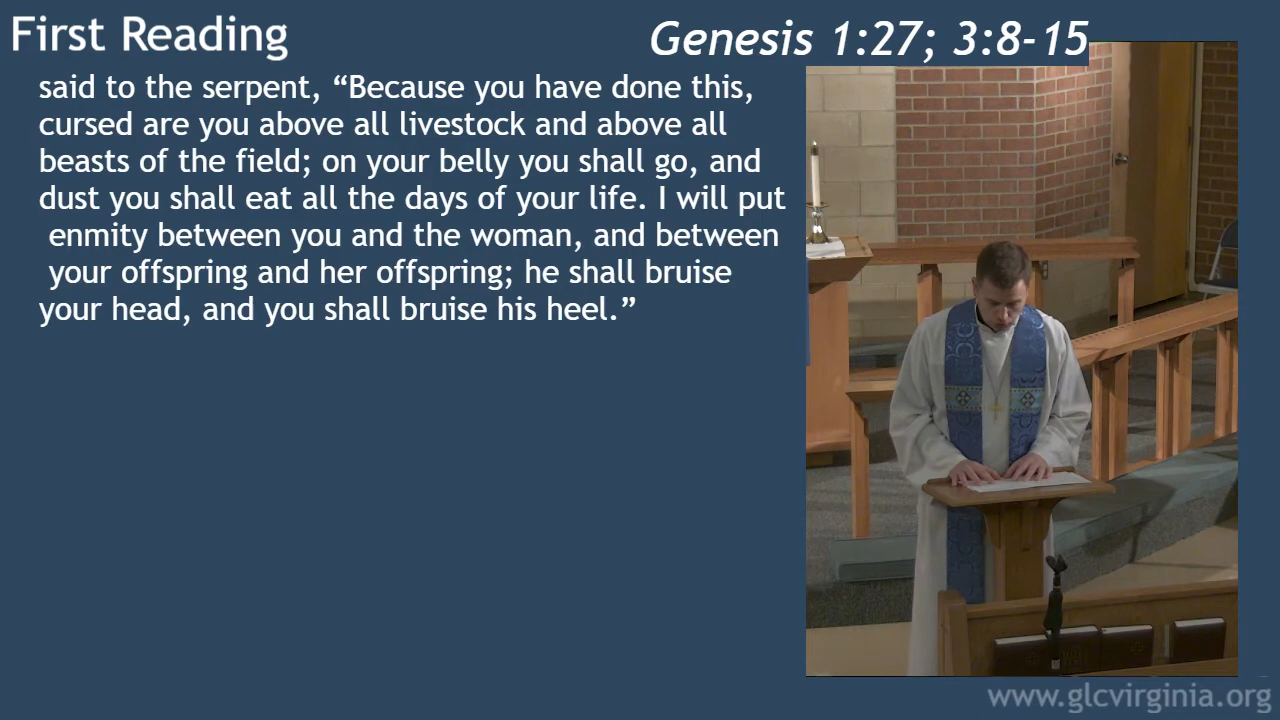 First Reading
Genesis 1:27; 3:8-15
said to the serpent, “Because you have done this,
cursed are you above all livestock and above all
beasts of the field; on your belly you shall go, and
dust you shall eat all the days of your life. I will put
enmity between you and the woman, and between
your offspring and her offspring; he shall bruise
your head, and you shall bruise his heel.”
www.glcvirginia.org